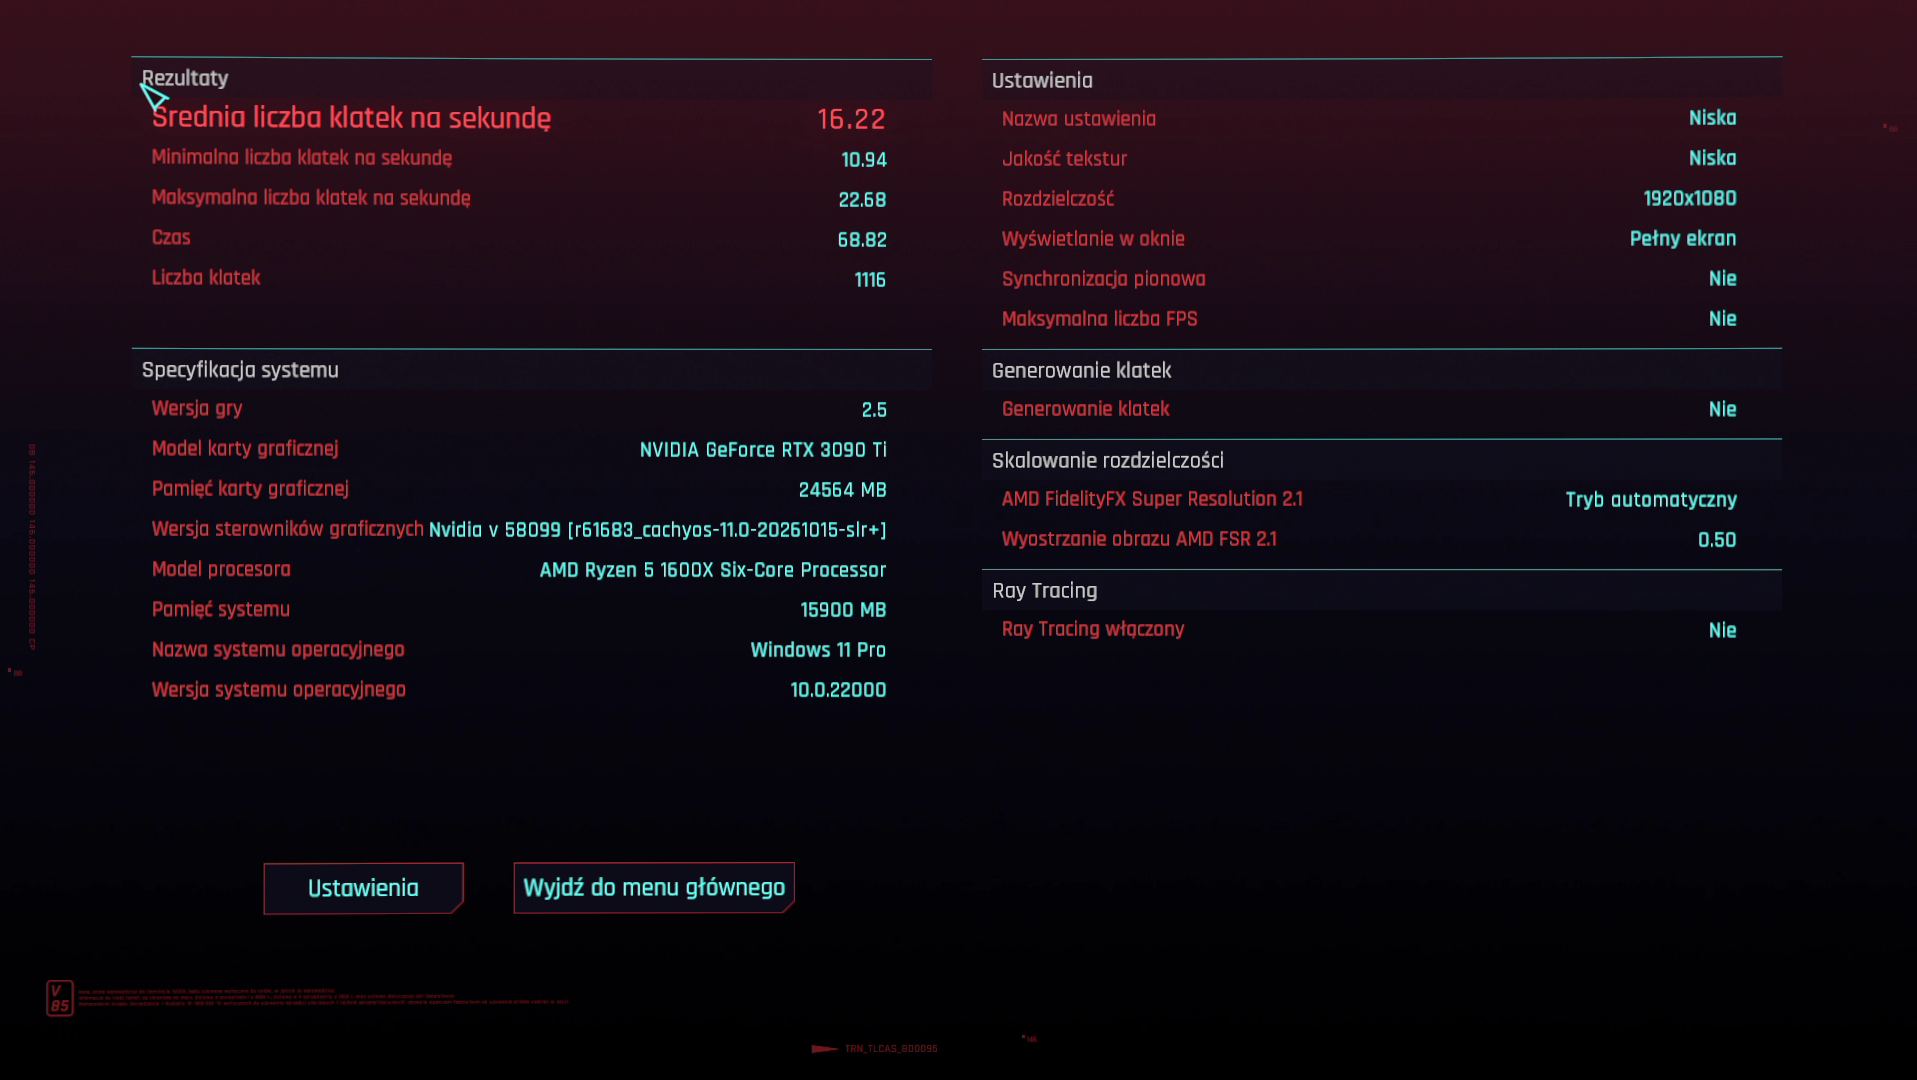 Rezultaty
Średnia liczba klatek na sekundę 16.22
Minimalna liczba klatek na sekundę 10.94
Maksymalna liczba klatek na sekundę 22.68
Czas 68.82
Liczba klatek 1116
Specyfikacja systemu
Wersja gry 2.5
Model karty graficznej NVIDIA GeForce RTX 3090 Ti
Pamięć karty graficznej 24564 MB
Wersja sterowników graficznych Nvidia v 58099 [r61683_cachyos-11.0-20261015-slr+]
Model procesora AMD Ryzen 5 1600X Six-Core Processor
Pamięć systemu 15900 MB
Nazwa systemu operacyjnego Windows 11 Pro
Wersja systemu operacyjnego 10.0.22000
Ustawienia
Nazwa ustawienia Niska
Jakość tekstur Niska
Rozdzielczość 1920x1080
Wyświetlanie w oknie Pełny ekran
Synchronizacja pionowa Nie
Maksymalna liczba FPS Nie
Generowanie klatek
Generowanie klatek Nie
Skalowanie rozdzielczości
AMD FidelityFX Super Resolution 2.1 Tryb automatyczny
Wyostrzanie obrazu AMD FSR 2.1 0.50
Ray Tracing
Ray Tracing włączony Nie
Ustawienia
Wyjdź do menu głównego
V
85
TRN_TLCAS_800095